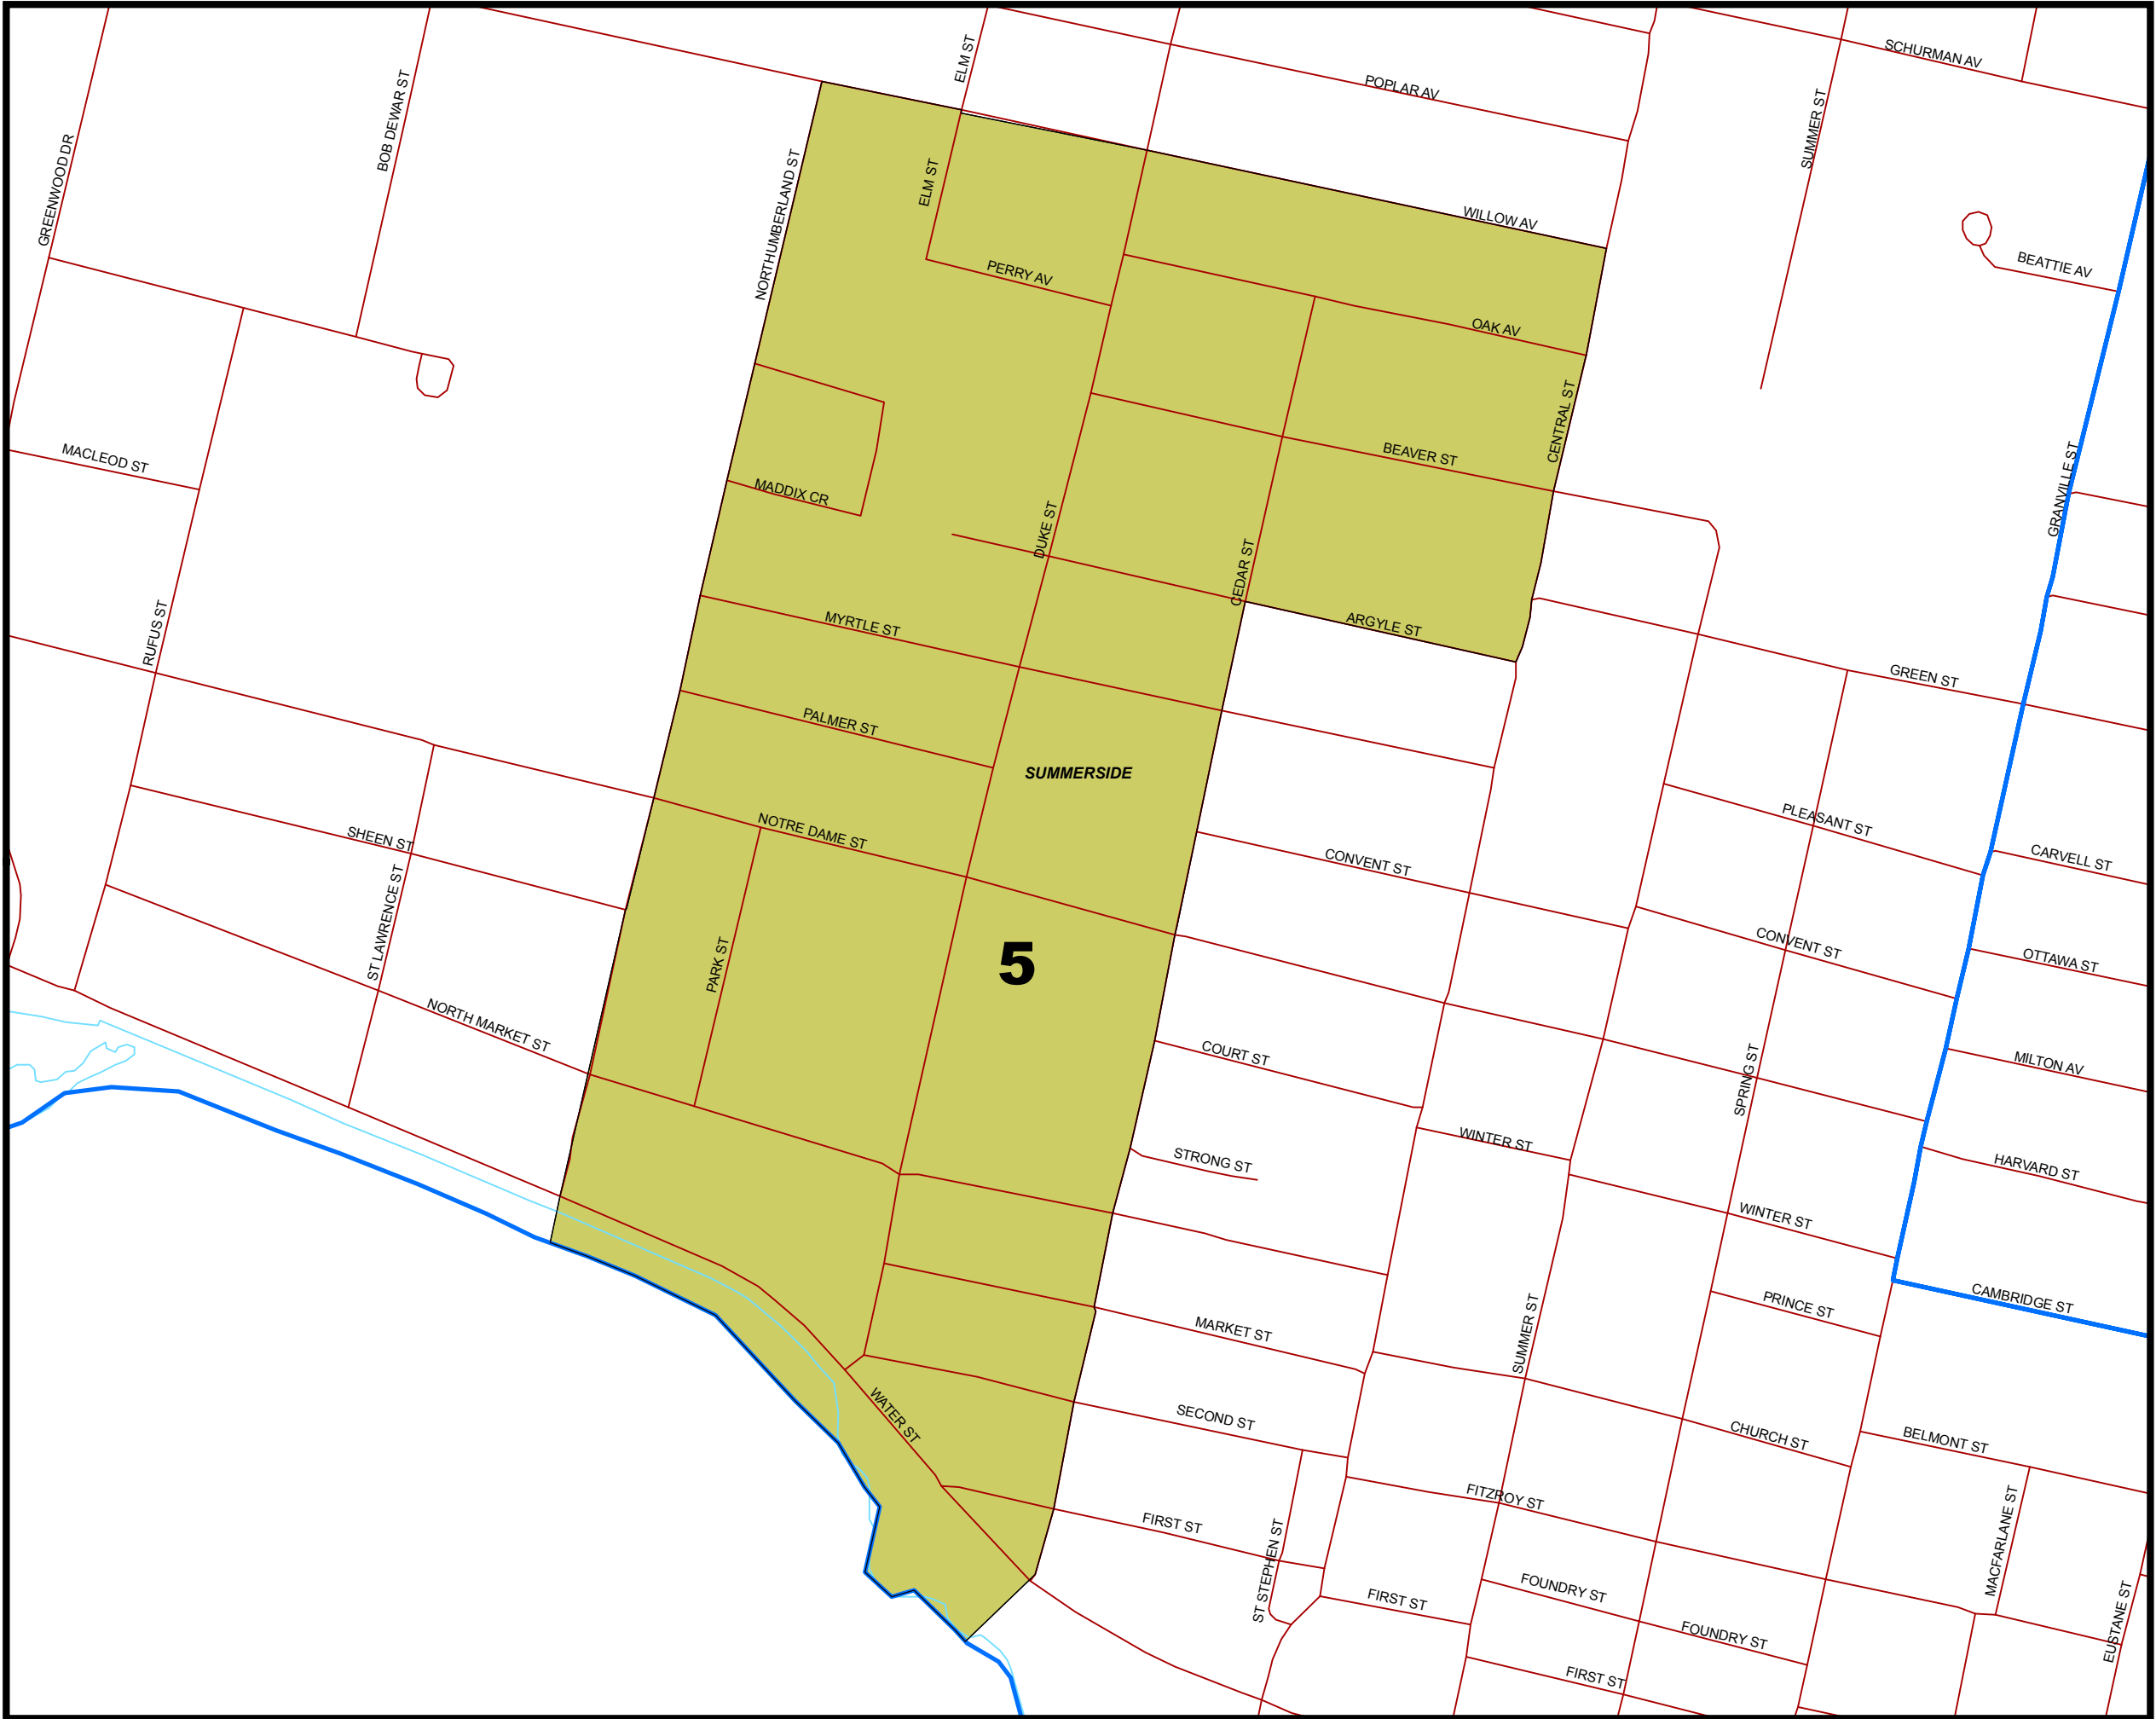 ELM ST
SCHURMAN AV
POPLAR AV
BOB DEWAR ST
SUMMER ST
GREENWOOD DR
NORTHUMBERLAND ST
ELM ST
WILLOW AV
BEATTIE AV
PERRY AV
OAK AV
CENTRAL ST
MACLEOD ST
BEAVER ST
GRANVILLE ST
MADDIX CR
DUKE ST
CEDAR ST
RUFUS ST
MYRTLE ST
ARGYLE ST
GREEN ST
PALMER ST
SUMMERSIDE
SHEEN ST
NOTRE DAME ST
PLEASANT ST
CONVENT ST
CARVELL ST
ST LAWRENCE ST
PARK ST
5
CONVENT ST
OTTAWA ST
NORTH MARKET ST
COURT ST
SPRING ST
MILTON AV
STRONG ST
WINTER ST
HARVARD ST
WINTER ST
MARKET ST
SUMMER ST
PRINCE ST
CAMBRIDGE ST
WATER ST
SECOND ST
CHURCH ST
BELMONT ST
FIRST ST
ST STEPHEN ST
FITZROY ST
MACFARLANE ST
FIRST ST
FOUNDRY ST
FOUNDRY ST
EUSTANE ST
FIRST ST